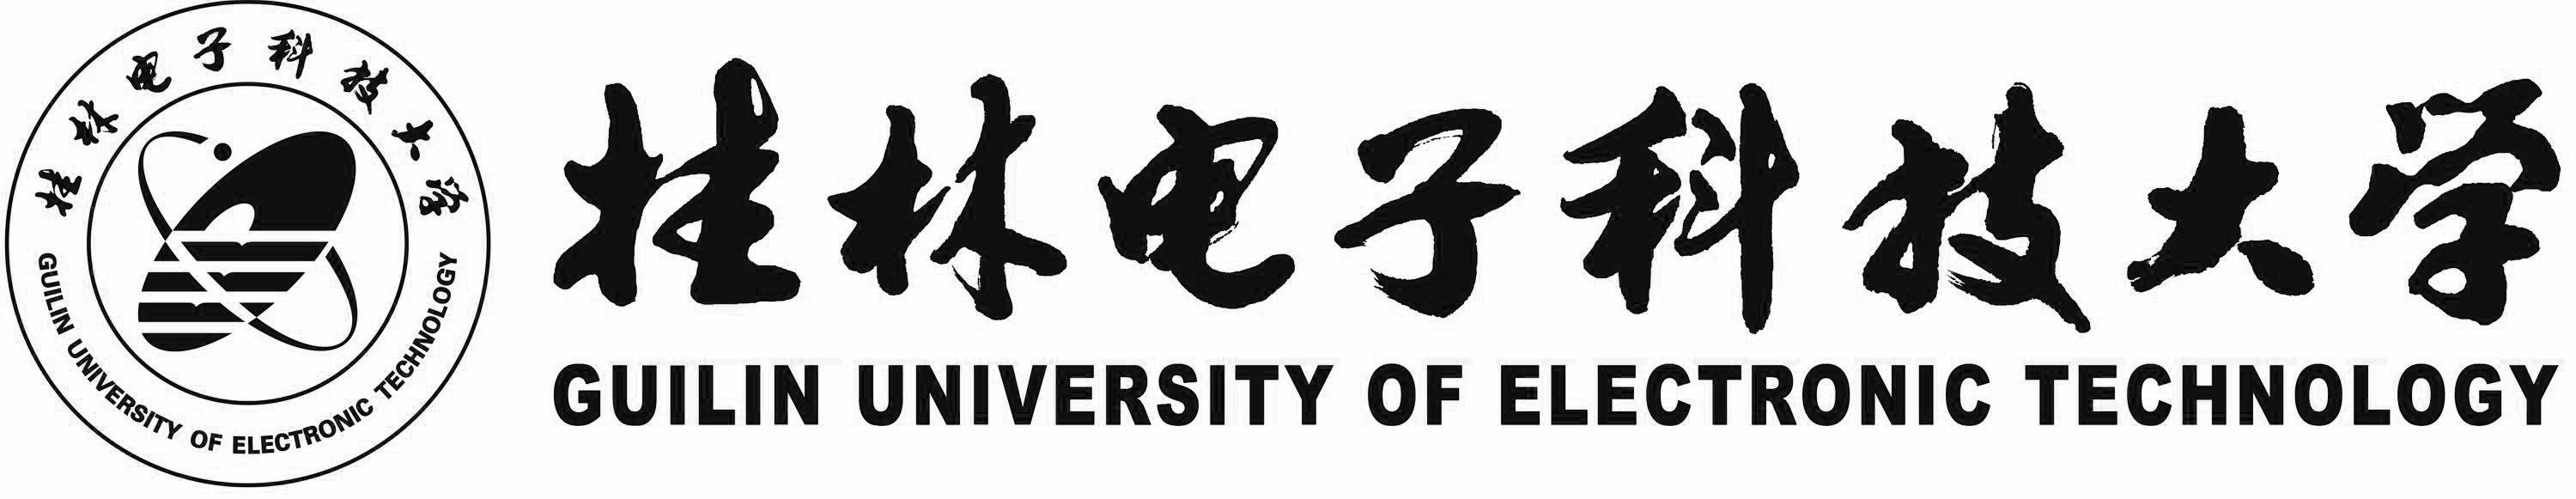 桂林电子科技大学
GUILIN UNIVERSITY OF ELECTRONIC TECHNOLOGY
桂林电子科技大学
GUILIN UNIVERSITY OF ELECTRONIC TECHNOLOGY